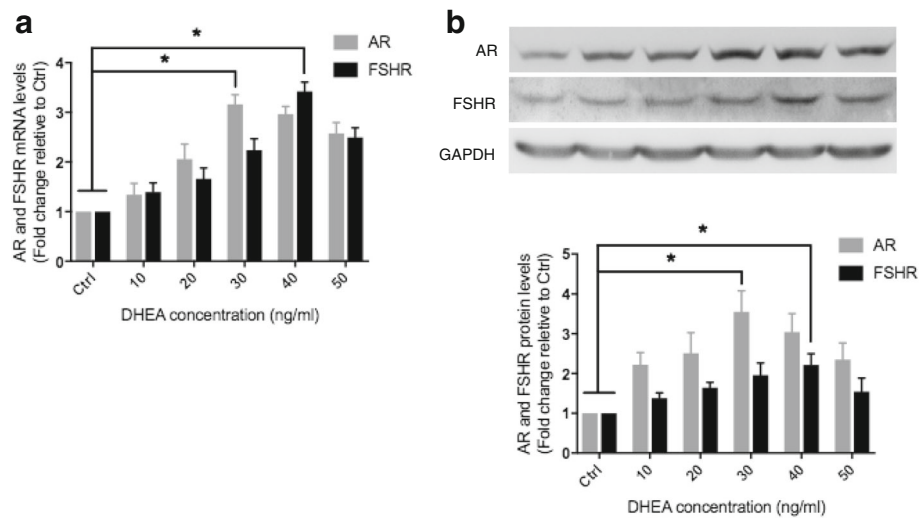 a
*
*
AR
FSHR
AR and FSHR mRNA levels
(Fold change reletive to Ctrl)
4
3
2
1
0
Ctrl
10
20
30
40
50
DHEA concentration (ng/ml)
b
AR
FSHR
GAPDH
*
*
AR
FSHR
AR and FSHR protein levels
(Fold change reletive to Ctrl)
5
4
3
2
1
0
Ctrl
10
20
30
40
50
DHEA concentration (ng/ml)